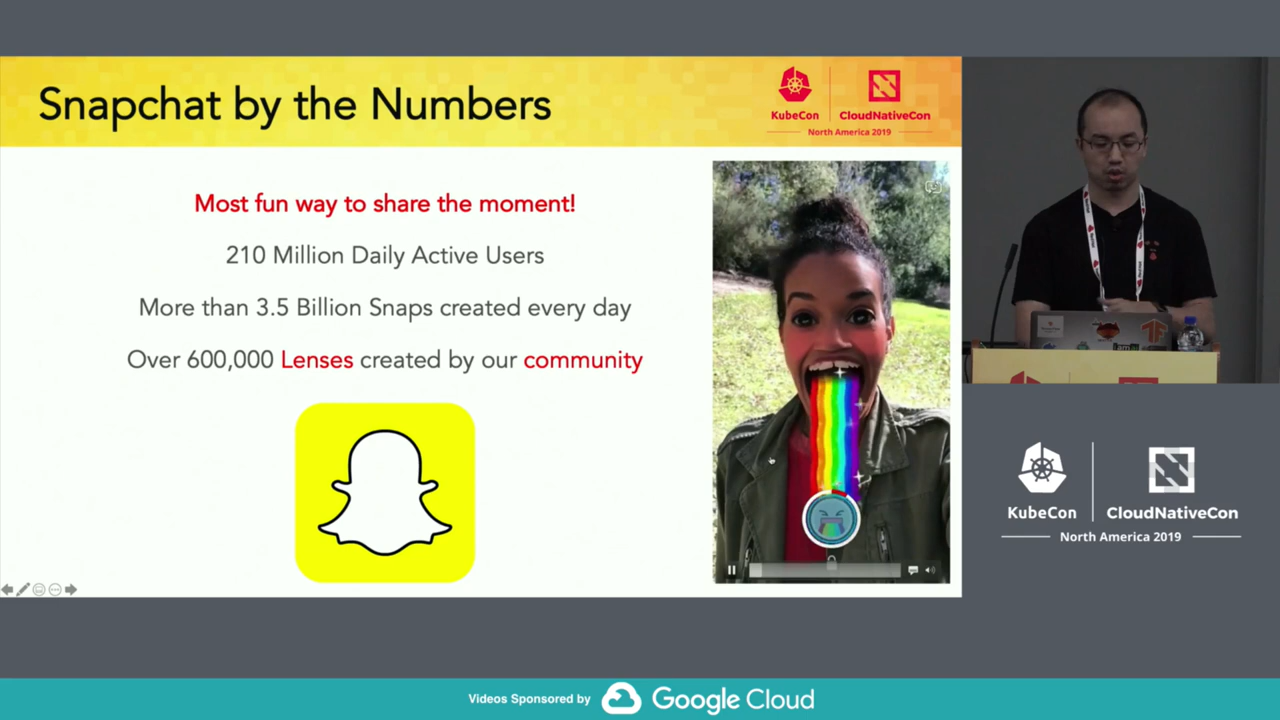 Snapchat by the Numbers
KubeCon
CloudNativeCon
North America 2019
Most fun way to share the moment!
210 Million Daily Active Users
More than 3.5 Billion Snaps created every day
Over 600,000 Lenses created by our community
KubeCon
CloudNativeCon
North America 2019
Videos Sponsored by
Google Cloud